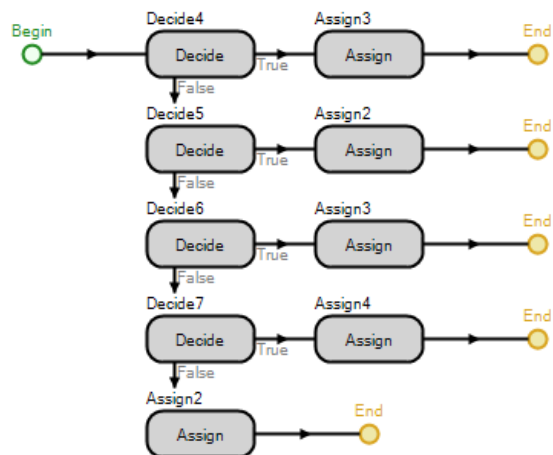 Decide4
Assign3
Begin
End
Decide
True
Assign
False
Decide5
Assign2
End
Decide
True
Assign
False
Decide6
Assign3
End
Decide
True
Assign
False
Decide7
Assign4
End
Decide
True
Assign
False
Assign2
End
Assign